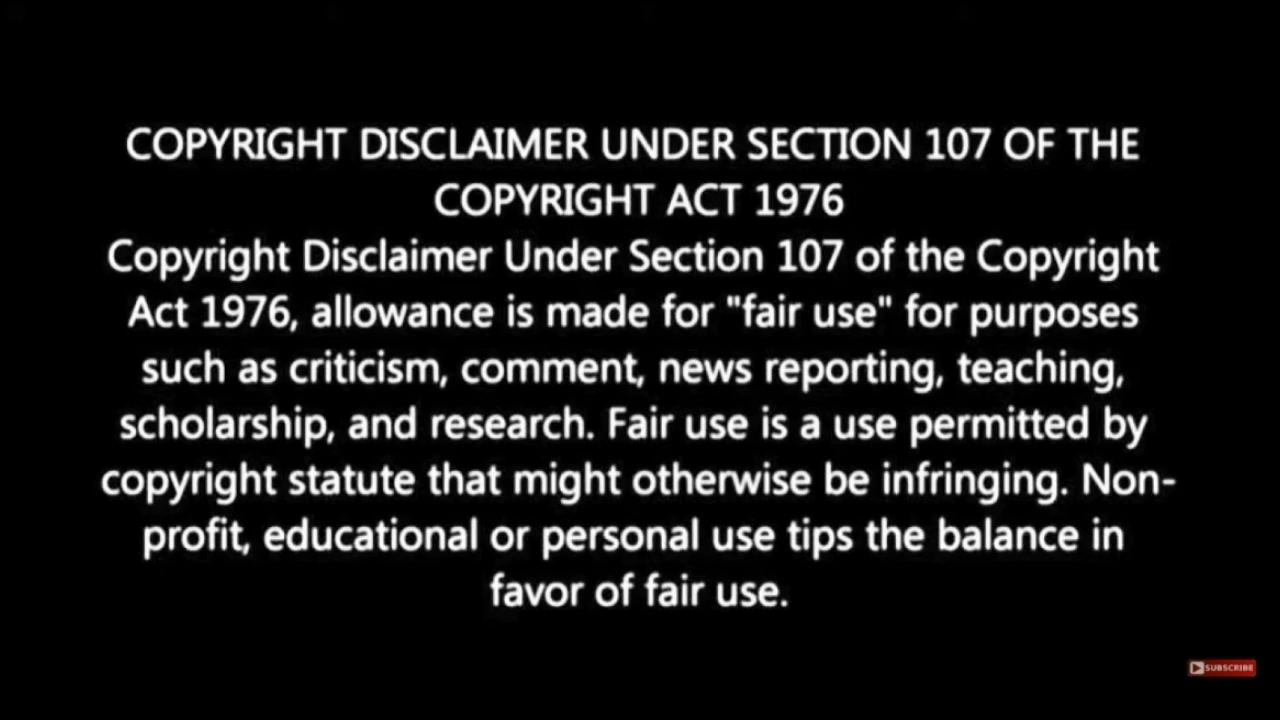 COPYRIGHT DISCLAIMER UNDER SECTION 107 OF THE
COPYRIGHT ACT 1976
Copyright Disclaimer Under Section 107 of the Copyright
Act 1976, allowance is made for "fair use" for purposes
such as criticism, comment, news reporting, teaching,
scholarship, and research. Fair use is a use permitted by
copyright statute that might otherwise be infringing. Non-
profit, educational or personal use tips the balance in
favor of fair use.
SUBSCRIBE